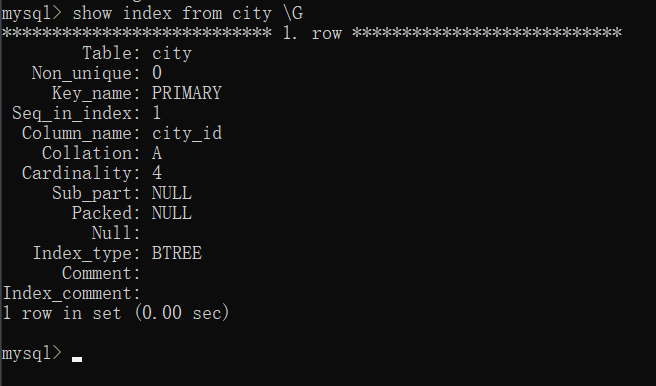 mysql> show index from city \G
*************************** 1. row ***************************
        Table: city
   Non_unique: 0
     Key_name: PRIMARY
 Seq_in_index: 1
  Column_name: city_id
    Collation: A
  Cardinality: 4
     Sub_part: NULL
       Packed: NULL
         Null:
   Index_type: BTREE
      Comment:
Index_comment:
1 row in set (0.00 sec)
mysql>